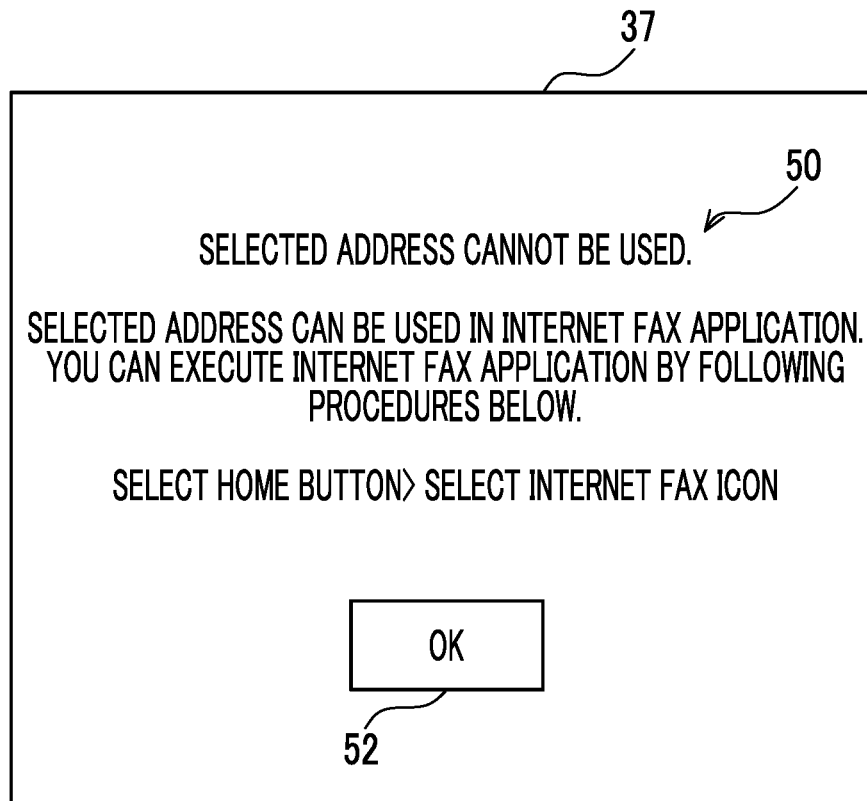 37
50
SELECTED ADDRESS CANNOT BE USED.
SELECTED ADDRESS CAN BE USED IN INTERNET FAX APPLICATION.
YOU CAN EXECUTE INTERNET FAX APPLICATION BY FOLLOWING
PROCEDURES BELOW.
SELECT HOME BUTTON> SELECT INTERNET FAX ICON
OK
52